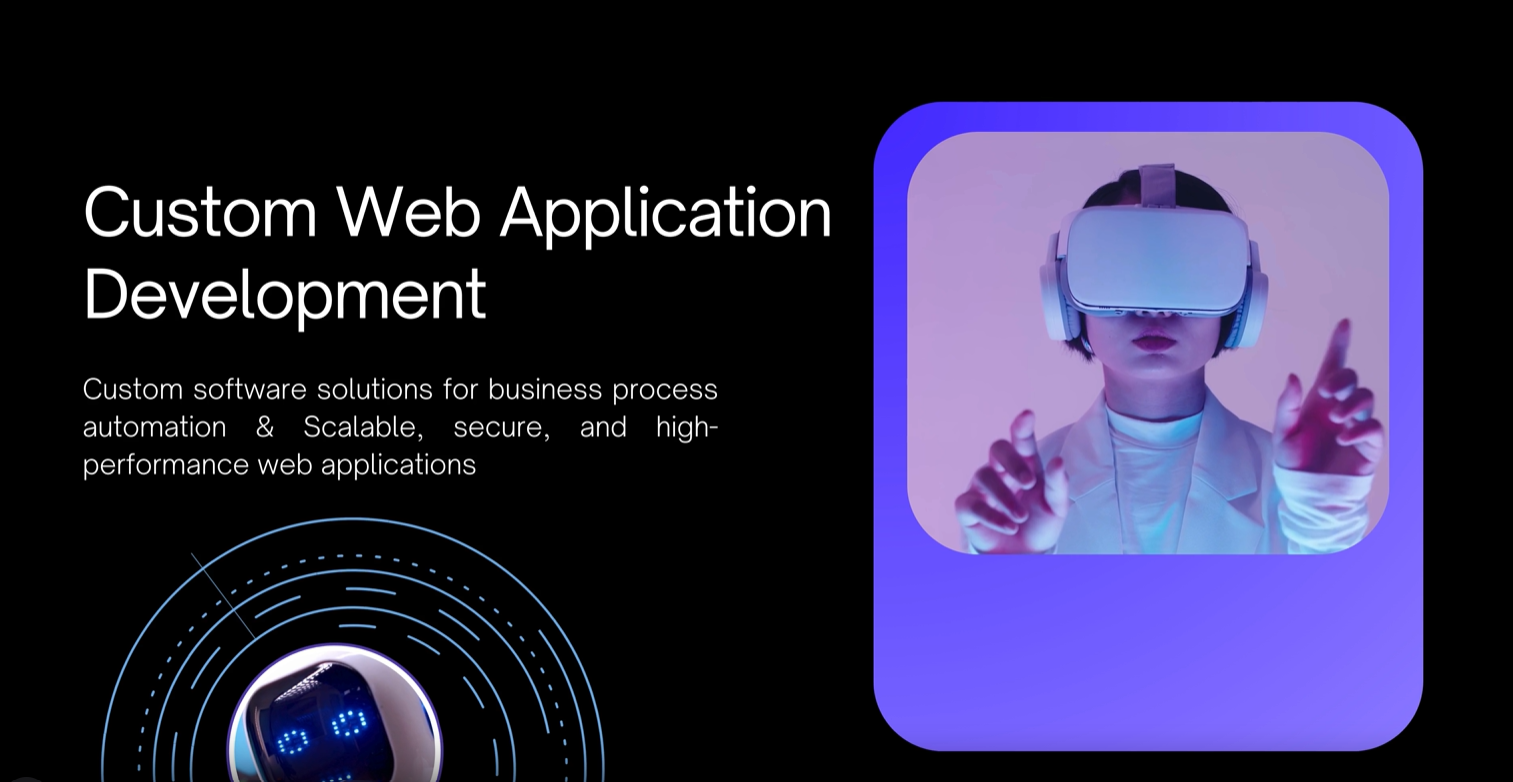 Custom Web Application
Development
Custom software solutions for business process
automation & Scalable, secure, and high-
performance web applications